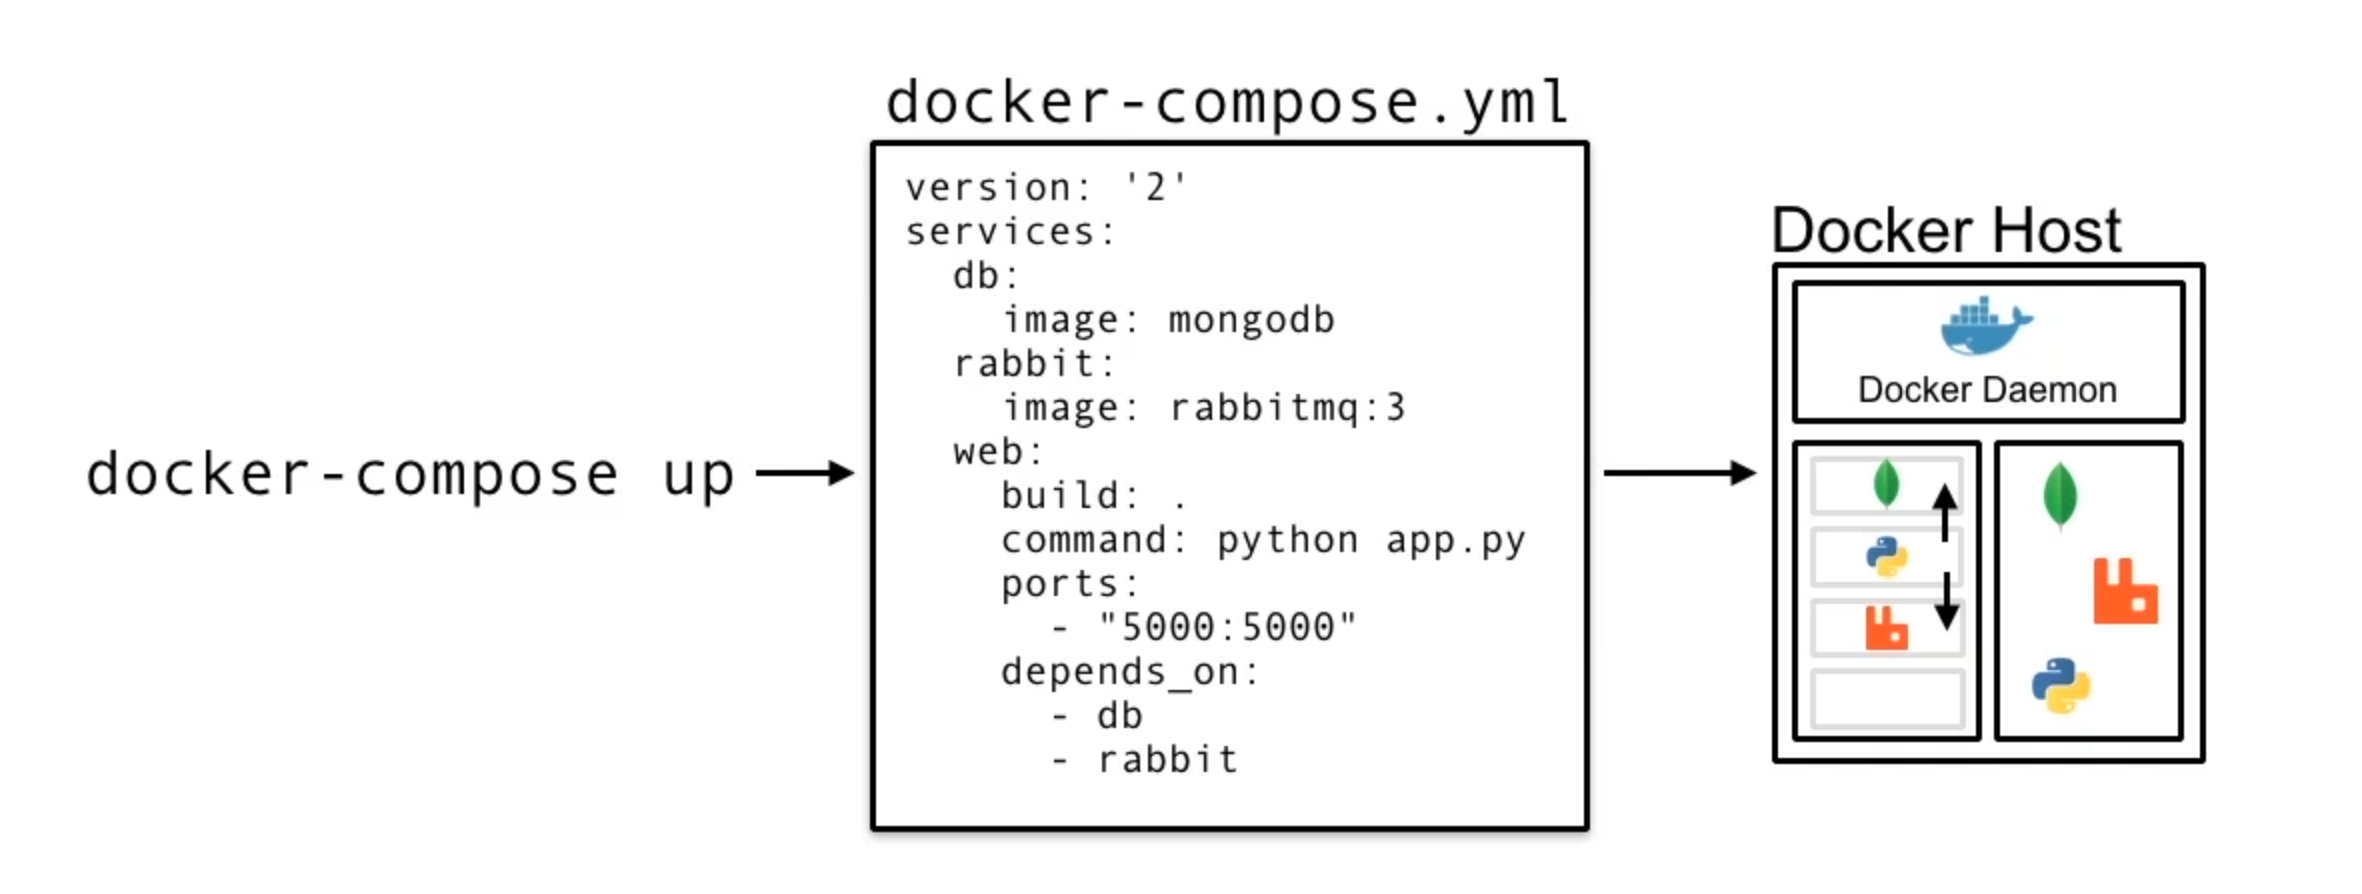 docker-compose up
docker-compose.yml
version: '2'
services:
db:
image: mongodb
rabbit:
image: rabbitmq:3
web:
build: .
command: python app.py
ports:
- "5000:5000"
depends_on:
- db
- rabbit
Docker Host
Docker Daemon